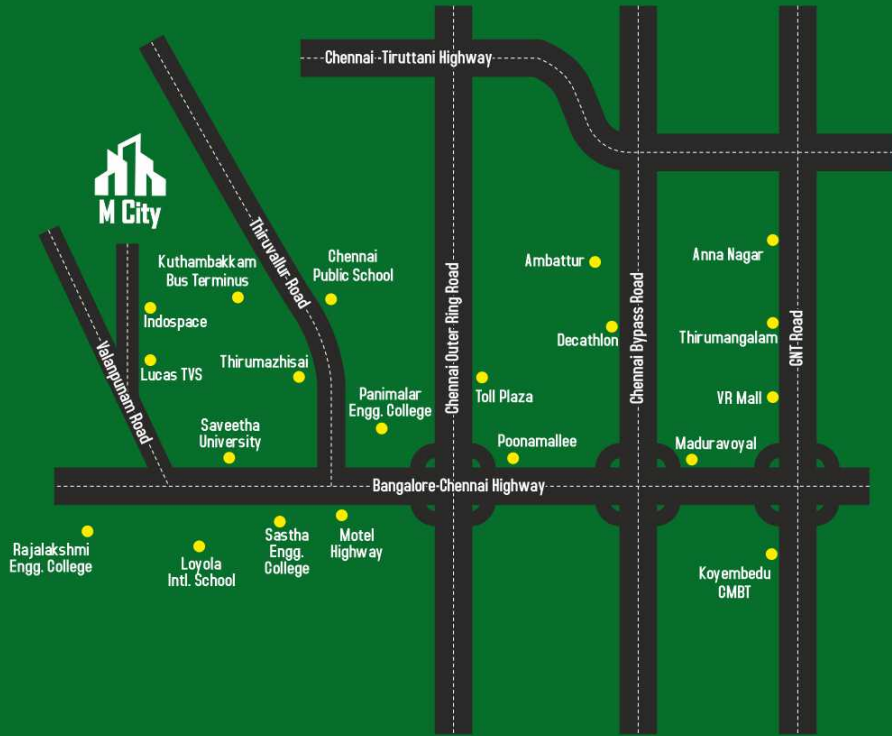 Chennai -Tiruttani Highway
M City
Thiruvallur Road
Kuthambakkam
Bus Terminus
Chennai
Public School
Indospace
Valanpunam Road
Lucas TVS
Thirumazhisai
Saveetha
University
Panimalar
Engg. College
Chennai Outer Ring Road
Toll Plaza
Poonamallee
Ambattur
Decathlon
Chennai Bypass Road
Anna Nagar
Thirumangalam
GNT Road
VR Mall
Maduravoyal
Bangalore-Chennai Highway
Rajalakshmi
Engg. College
Loyola
Intl. School
Sastha
Engg.
College
Motel
Highway
Koyembedu
CMBT